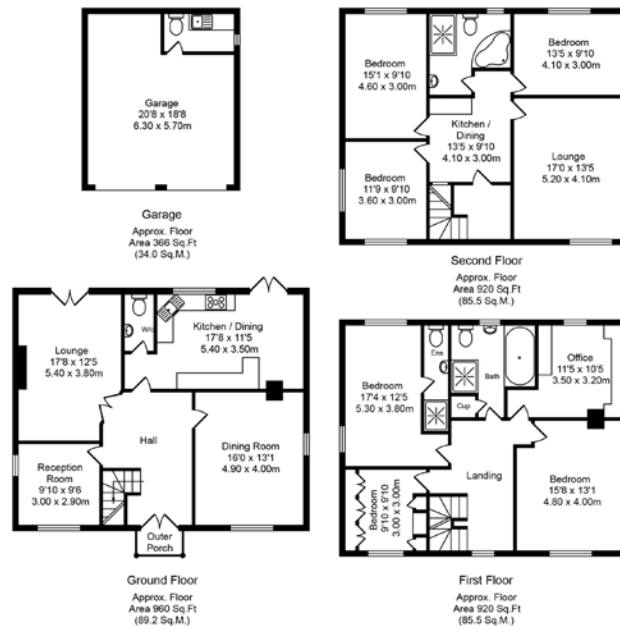 Garage
20'8 x 18'8
6.30 x 5.70m
Garage
Approx. Floor
Area 366 Sq.Ft
(34.0 Sq.M.)
Bedroom
15'1 x 9'10
4.60 x 3.00m
Bedroom
13'5 x 9'10
4.10 x 3.00m
Kitchen /
Dining
13'5 x 9'10
4.10 x 3.00m
Lounge
17'0 x 13'5
5.20 x 4.10m
Bedroom
11'9 x 9'10
3.60 x 3.00m
Second Floor
Approx. Floor
Area 920 Sq.Ft
(85.5 Sq.M.)
Lounge
17'8 x 12'5
5.40 x 3.80m
W/c
Kitchen / Dining
17'8 x 11'5
5.40 x 3.50m
Hall
Dining Room
16'0 x 13'1
4.90 x 4.00m
Reception
Room
9'10 x 9'6
3.00 x 2.90m
Outer
Porch
Ground Floor
Approx. Floor
Area 960 Sq.Ft
(89.2 Sq.M.)
Bedroom
17'4 x 12'5
5.30 x 3.80m
Ens
Bath
Cup
Office
11'5 x 10'5
3.50 x 3.20m
Landing
Bedroom
15'8 x 13'1
4.80 x 4.00m
Bedroom
9'10 x 9'10
3.00 x 3.00m
First Floor
Approx. Floor
Area 920 Sq.Ft
(85.5 Sq.M.)